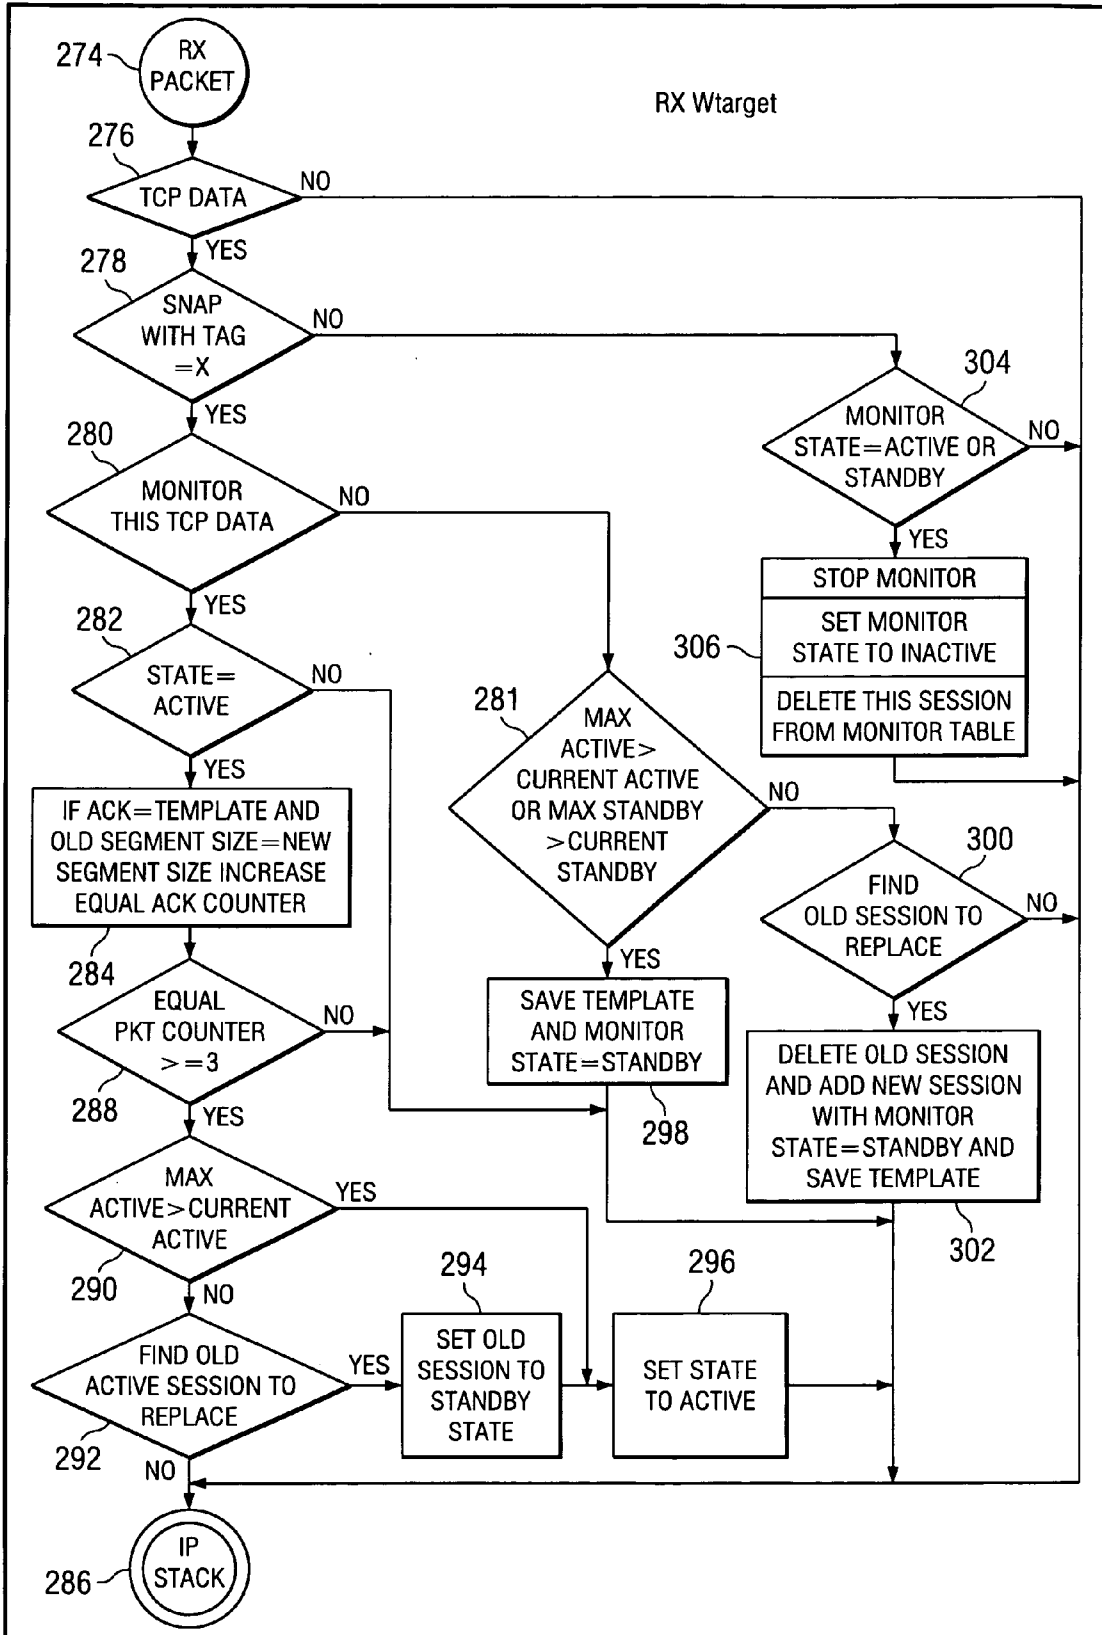 274
RX
PACKET
RX Wtarget
276
TCP DATA
NO
YES
278
SNAP
WITH TAG
=X
NO
YES
304
MONITOR
STATE=ACTIVE OR
STANDBY
NO
YES
280
MONITOR
THIS TCP DATA
NO
YES
STOP MONITOR
SET MONITOR
STATE TO INACTIVE
DELETE THIS SESSION
FROM MONITOR TABLE
306
282
STATE=
ACTIVE
NO
YES
281
MAX
ACTIVE>
CURRENT ACTIVE
OR MAX STANDBY
>CURRENT
STANDBY
NO
YES
IF ACK=TEMPLATE AND
OLD SEGMENT SIZE=NEW
SEGMENT SIZE INCREASE
EQUAL ACK COUNTER
284
300
FIND
OLD SESSION TO
REPLACE
NO
YES
EQUAL
PKT COUNTER
>=3
NO
288
YES
SAVE TEMPLATE
AND MONITOR
STATE=STANDBY
298
DELETE OLD SESSION
AND ADD NEW SESSION
WITH MONITOR
STATE=STANDBY AND
SAVE TEMPLATE
302
MAX
ACTIVE>CURRENT
ACTIVE
YES
290
NO
294
296
FIND OLD
ACTIVE SESSION TO
REPLACE
YES
292
NO
SET OLD
SESSION TO
STANDBY
STATE
SET STATE
TO ACTIVE
IP
STACK
286